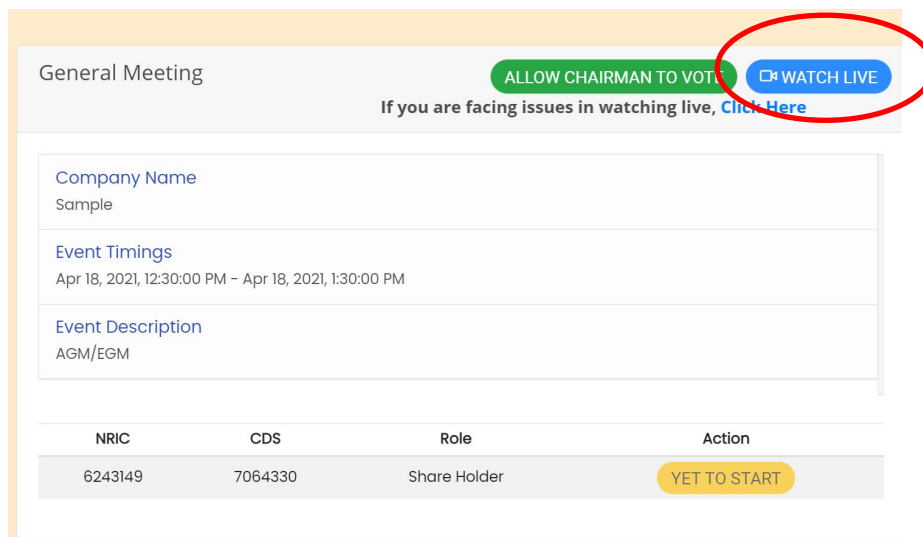 General Meeting
ALLOW CHAIRMAN TO VOTE WATCH LIVE
If you are facing issues in watching live, Click Here
Company Name
Sample
Event Timings
Apr 18, 2021, 12:30:00 PM - Apr 18, 2021, 1:30:00 PM
Event Description
AGM/EGM
NRIC CDS Role Action
6243149 7064330 Share Holder YET TO START